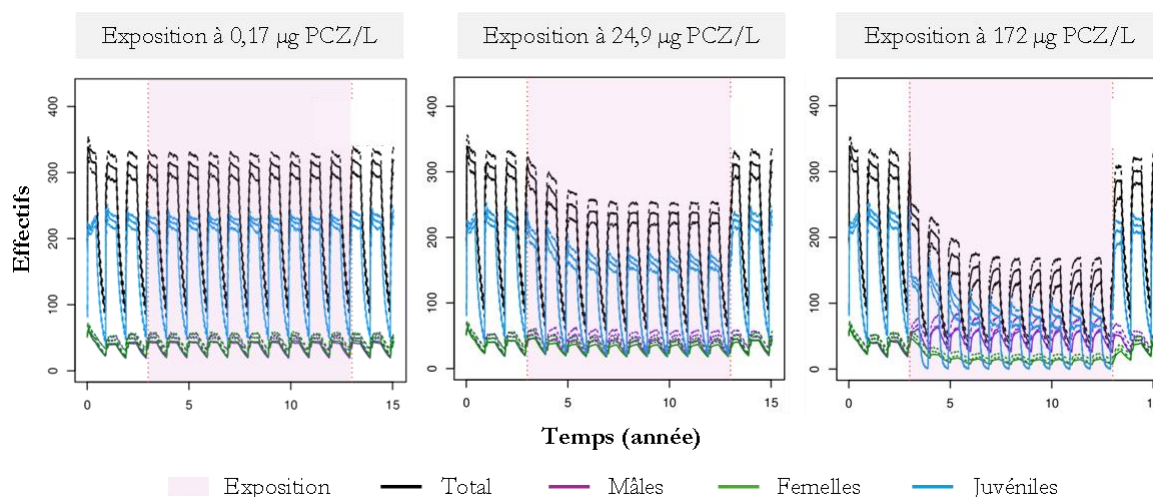 Exposition à 0,17 µg PCZ/L
Exposition à 24,9 µg PCZ/L
Exposition à 172 µg PCZ/L
Effectifs
400
300
200
100
0
0 5 10 15
400
300
200
100
0
0 5 10 15
400
300
200
100
0
0 5 10 15
Temps (année)
Exposition Total Mâles Femelles Juvéniles